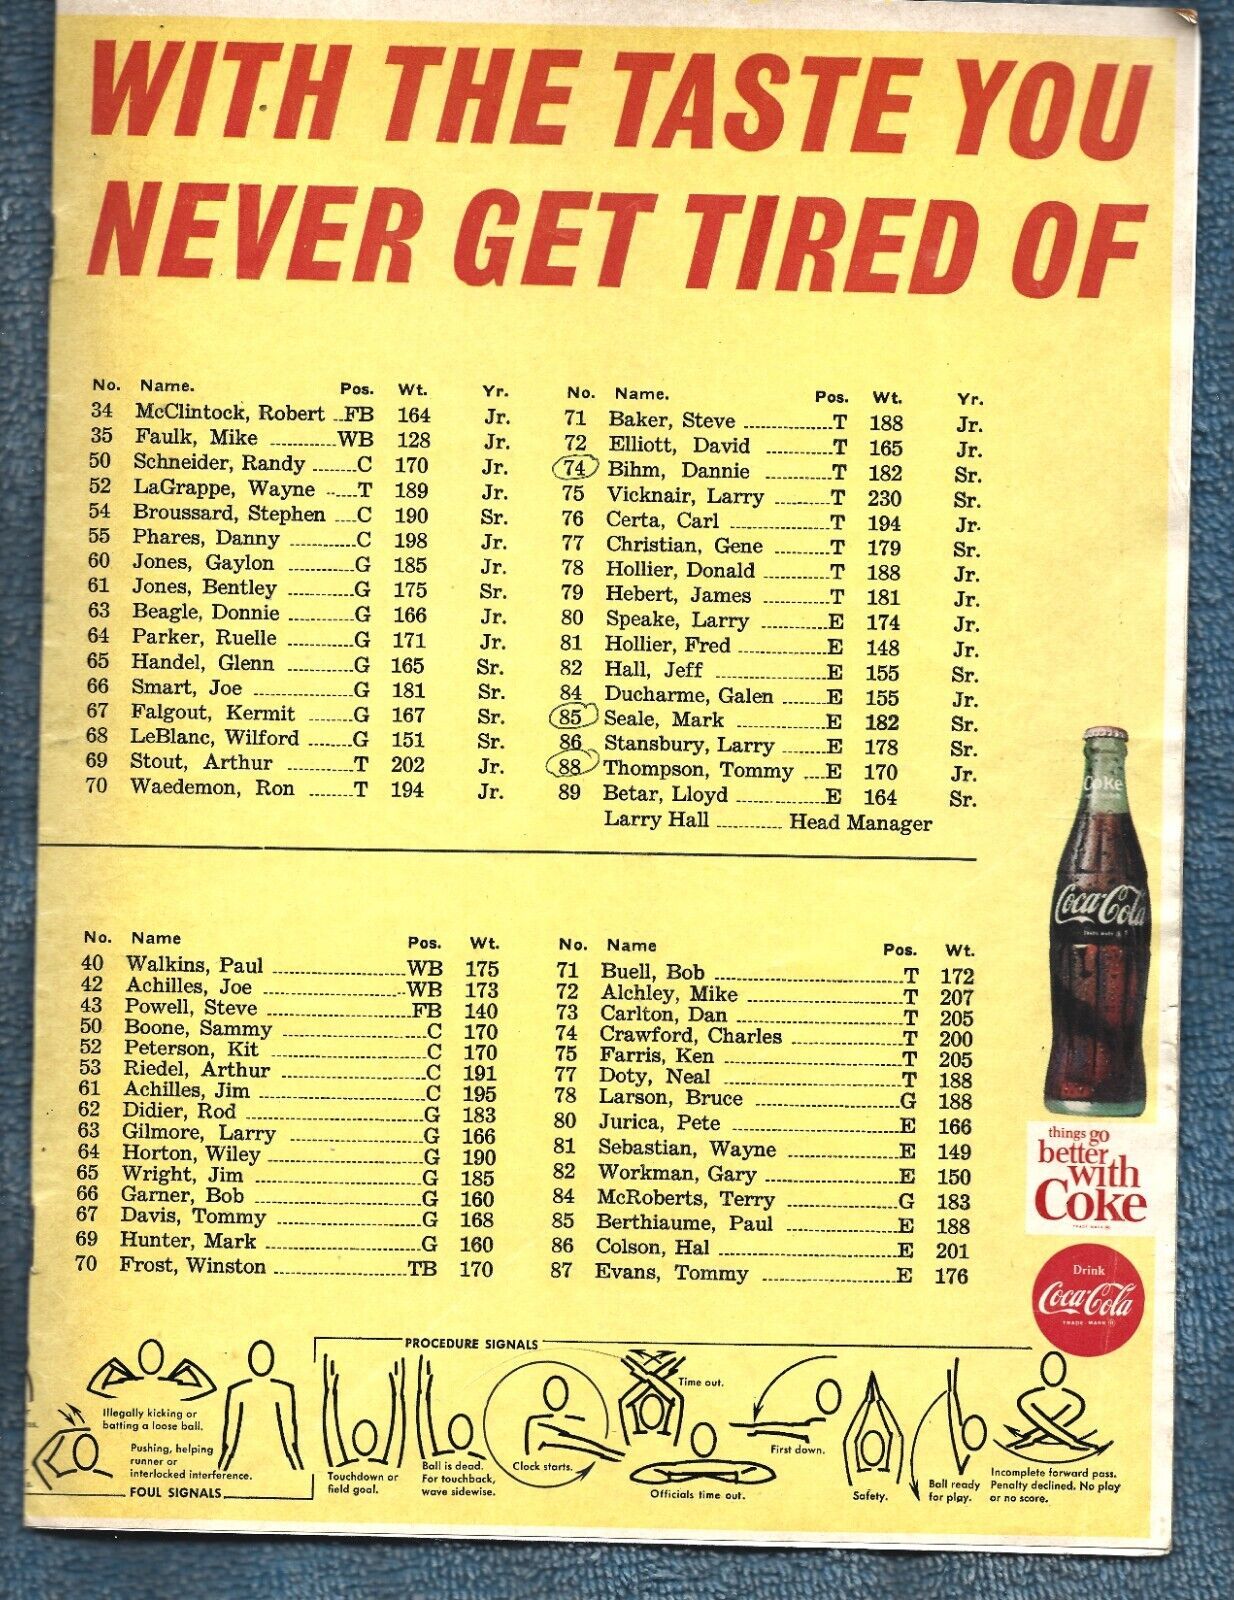 WITH THE TASTE YOU
NEVER GET TIRED OF
No. Name. Pos. Wt. Yr.
34 McClintock, Robert FB 164 Jr.
35 Faulk, Mike WB 128 Jr.
50 Schneider, Randy C 170 Jr.
52 LaGrappe, Wayne T 189 Jr.
54 Broussard, Stephen C 190 Sr.
55 Phares, Danny C 198 Jr.
60 Jones, Gaylon G 185 Jr.
61 Jones, Bentley G 175 Sr.
63 Beagle, Donnie G 166 Jr.
64 Parker, Ruelle G 171 Jr.
65 Handel, Glenn G 165 Sr.
66 Smart, Joe G 181 Sr.
67 Falgout, Kermit G 167 Sr.
68 LeBlanc, Wilford G 151 Sr.
69 Stout, Arthur T 202 Jr.
70 Waedemon, Ron T 194 Jr.
No. Name. Pos. Wt. Yr.
71 Baker, Steve T 188 Jr.
72 Elliott, David T 165 Jr.
74 Bihm, Dannie T 182 Sr.
75 Vicknair, Larry T 230 Sr.
76 Certa, Carl T 194 Jr.
77 Christian, Gene T 179 Sr.
78 Hollier, Donald T 188 Jr.
79 Hebert, James T 181 Jr.
80 Speake, Larry E 174 Jr.
81 Hollier, Fred E 148 Jr.
82 Hall, Jeff E 155 Sr.
84 Ducharme, Galen E 155 Jr.
85 Seale, Mark E 182 Sr.
86 Stansbury, Larry E 178 Sr.
88 Thompson, Tommy E 170 Jr.
89 Betar, Lloyd E 164 Sr.
Larry Hall Head Manager
No. Name Pos. Wt.
40 Walkins, Paul WB 175
42 Achilles, Joe WB 173
43 Powell, Steve FB 140
50 Boone, Sammy C 170
52 Peterson, Kit C 170
53 Riedel, Arthur C 191
61 Achilles, Jim C 195
62 Didier, Rod G 183
63 Gilmore, Larry G 166
64 Horton, Wiley G 190
65 Wright, Jim G 185
66 Garner, Bob G 160
67 Davis, Tommy G 168
69 Hunter, Mark G 160
70 Frost, Winston TB 170
No. Name Pos. Wt.
71 Buell, Bob T 172
72 Alchley, Mike T 207
73 Carlton, Dan T 205
74 Crawford, Charles T 200
75 Farris, Ken T 205
77 Doty, Neal T 188
78 Larson, Bruce G 188
80 Jurica, Pete E 166
81 Sebastian, Wayne E 149
82 Workman, Gary E 150
84 McRoberts, Terry G 183
85 Berthiaume, Paul E 188
86 Colson, Hal E 201
87 Evans, Tommy E 176
Coke
Coca-Cola
TRADE MARK ®
things go
better
with
Coke
TRADE MARK ®
Drink
Coca-Cola
TRADE MARK ®
PROCEDURE SIGNALS
Illegally kicking or
batting a loose ball.
Pushing, helping
runner or
interlocked interference.
FOUL SIGNALS
Touchdown or
field goal.
Ball is dead.
For touchback,
wave sidewise.
Clock starts.
Time out.
Officials time out.
First down.
Safety.
Ball ready
for play.
Incomplete forward pass.
Penalty declined. No play
or no score.